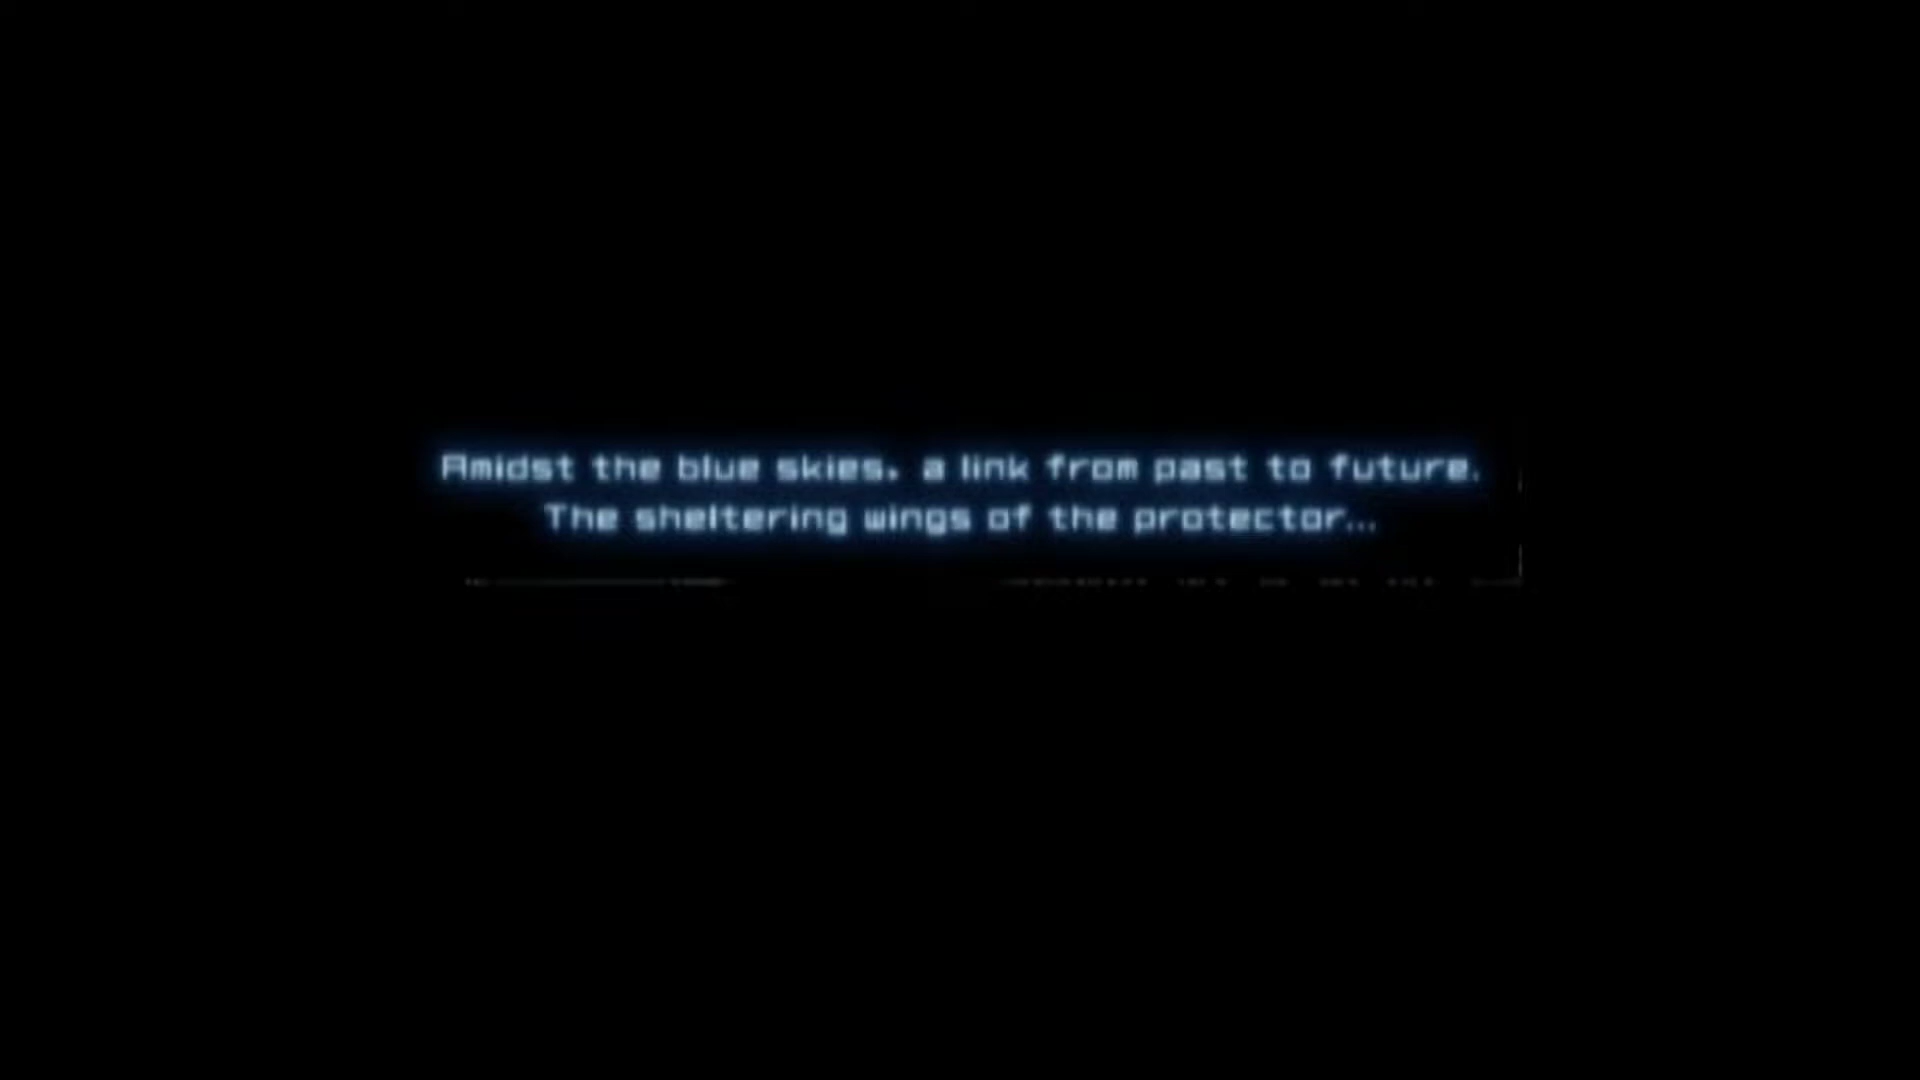 Amidst the blue skies, a link from past to future.
The sheltering wings of the protector...